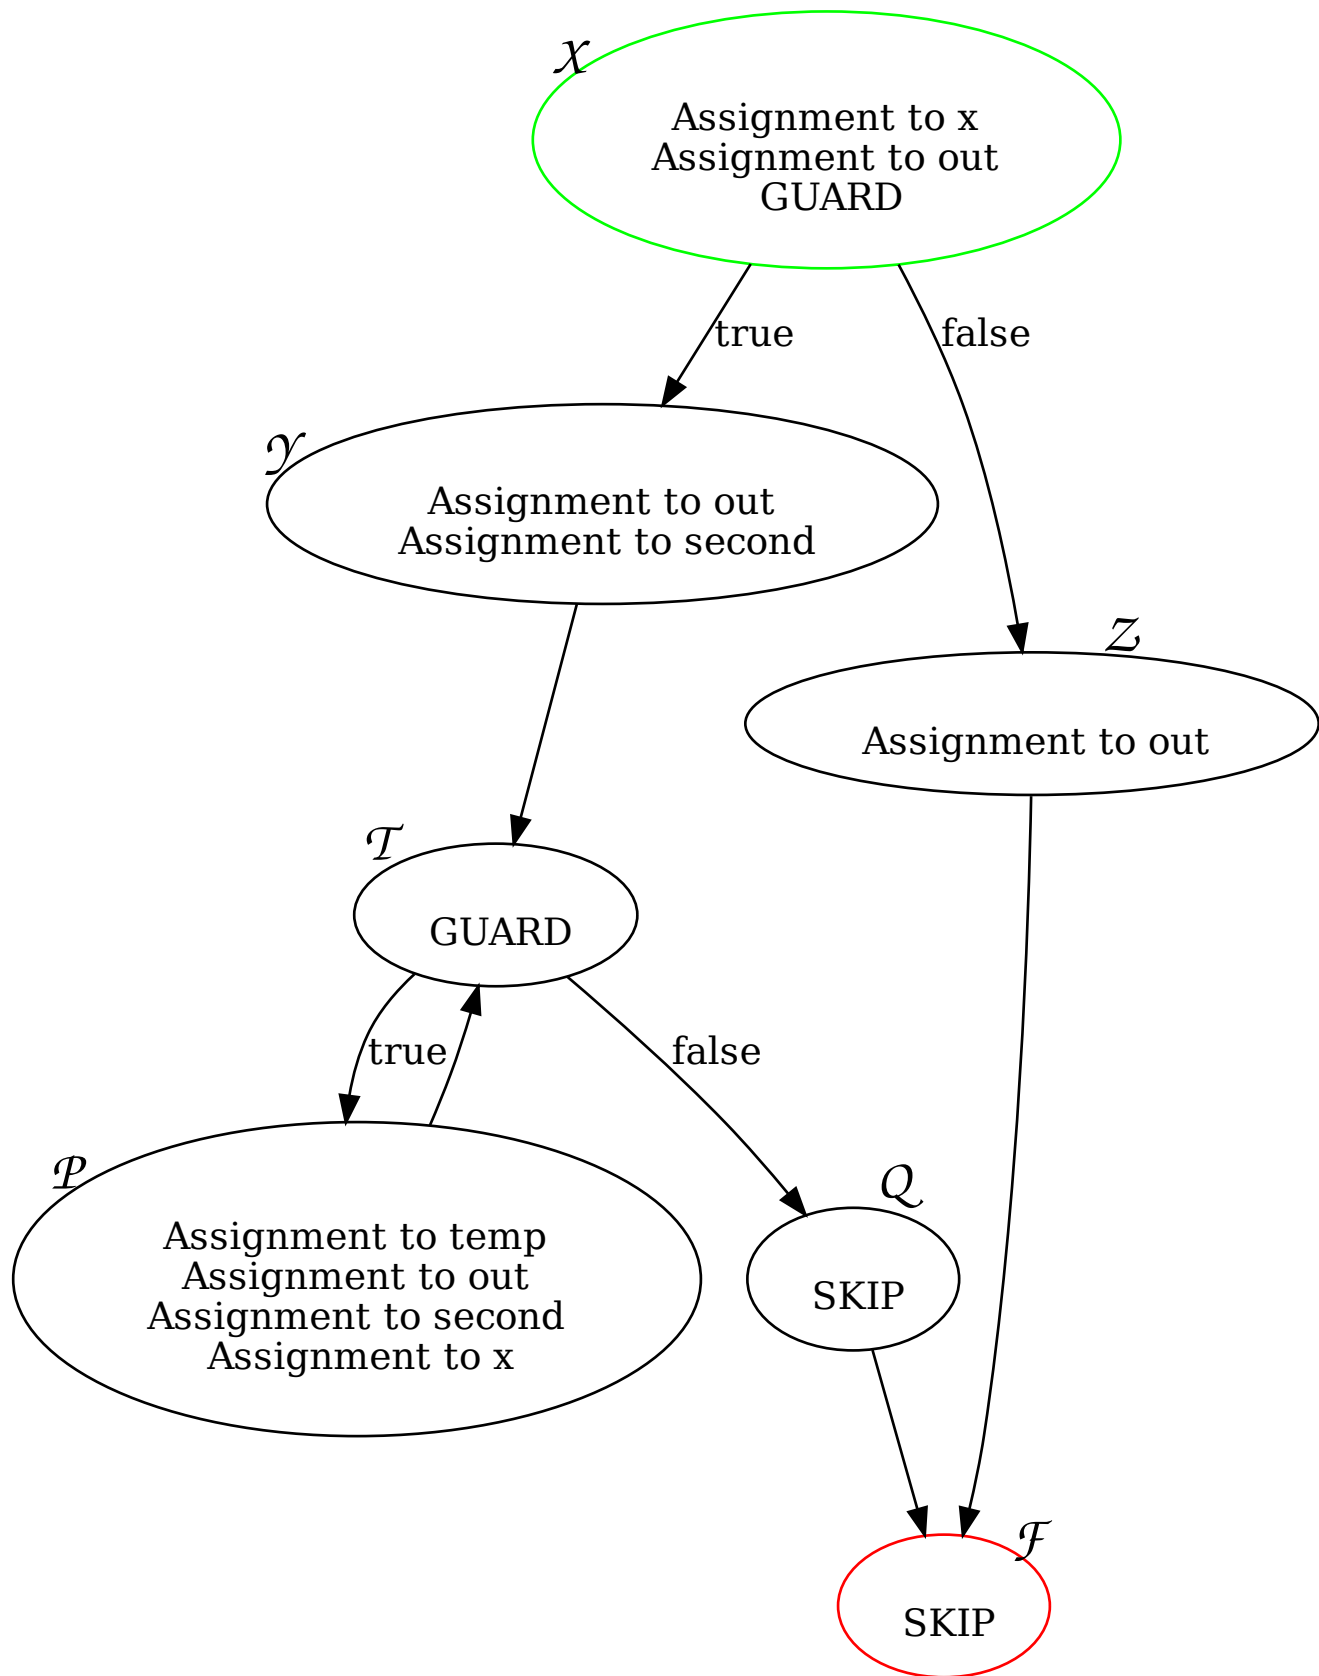 𝒳
Assignment to x
Assignment to out
GUARD
true
false
𝒴
Assignment to out
Assignment to second
𝒵
Assignment to out
𝒯
GUARD
true
false
𝒫
Assignment to temp
Assignment to out
Assignment to second
Assignment to x
𝒬
SKIP
ℱ
SKIP